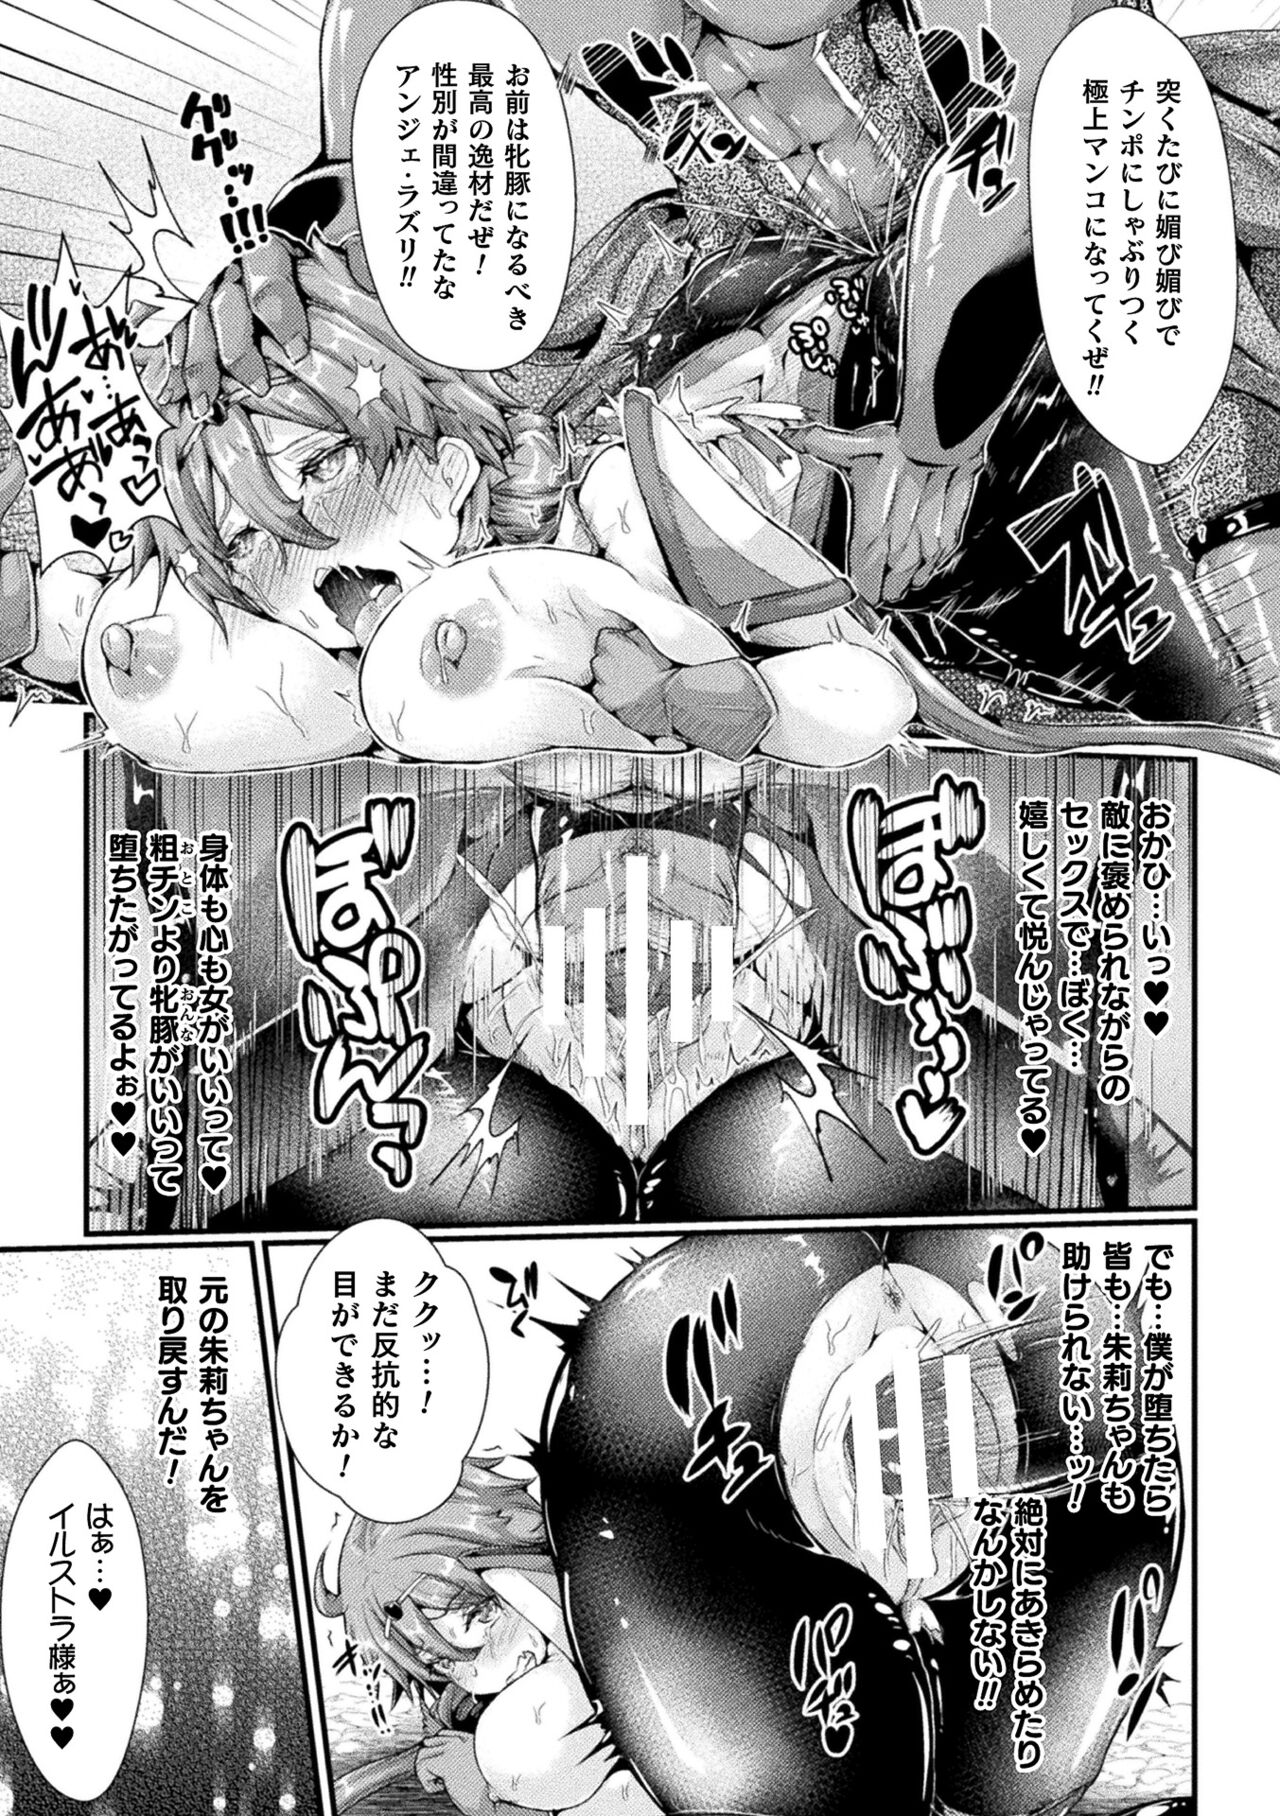 突くたびに媚び媚びで
チンポにしゃぶりつく
極上マンコになってくぜ!!
お前は牝豚になるべき
最高の逸材だぜ！
性別が間違ってたな
アンジェ・ラズリ!!
おかひ…いっ♥
敵に褒められながらの
セックスで…ぼく…
嬉しくて悦んじゃってる♥
身体も心も女がいいって♥
粗チンより牝豚がいいって
おとこ
おんな
堕ちたがってるよぉ♥♥
でも…僕が堕ちたら
皆も…朱莉ちゃんも
助けられない…ッ！
絶対にあきらめたり
なんかしない!!
ククッ…！
まだ反抗的な
目ができるか！
元の朱莉ちゃんを
取り戻すんだ！
はぁ…♥
イルストラ様ぁ♥♥